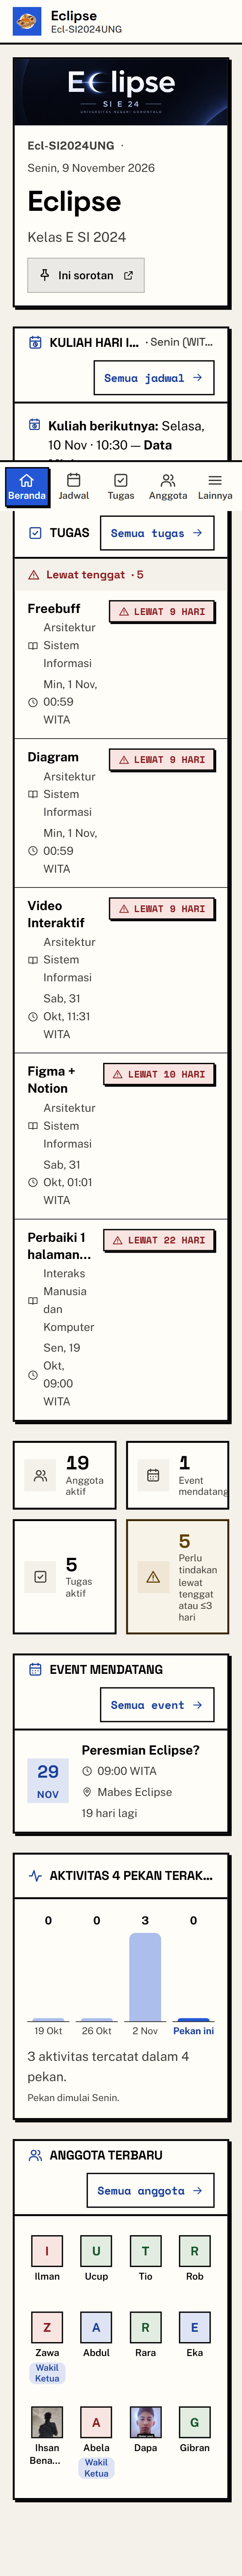 Eclipse
Ecl-SI2024UNG
Eclipse
SI E 24
UNIVERSITAS NEGERI GORONTALO
Ecl-SI2024UNG ·
Senin, 9 November 2026
Eclipse
Kelas E SI 2024
Ini sorotan
KULIAH HARI I... · Senin (WIT...
Semua jadwal
Kuliah berikutnya: Selasa,
10 Nov · 10:30 — Data
Beranda
Jadwal
Tugas
Anggota
Lainnya
TUGAS
Semua tugas
Lewat tenggat · 5
Freebuff
LEWAT 9 HARI
Arsitektur
Sistem
Informasi
Min, 1 Nov,
00:59
WITA
Diagram
LEWAT 9 HARI
Arsitektur
Sistem
Informasi
Min, 1 Nov,
00:59
WITA
Video
Interaktif
LEWAT 9 HARI
Arsitektur
Sistem
Informasi
Sab, 31
Okt, 11:31
WITA
Figma +
Notion
LEWAT 10 HARI
Arsitektur
Sistem
Informasi
Sab, 31
Okt, 01:01
WITA
Perbaiki 1
halaman...
LEWAT 22 HARI
Interaks
Manusia
dan
Komputer
Sen, 19
Okt,
09:00
WITA
19
Anggota
aktif
1
Event
mendatang
5
Tugas
aktif
5
Perlu
tindakan
lewat
tenggat
atau ≤3
hari
EVENT MENDATANG
Semua event
29
NOV
Peresmian Eclipse?
09:00 WITA
Mabes Eclipse
19 hari lagi
AKTIVITAS 4 PEKAN TERAK...
0
0
3
0
19 Okt
26 Okt
2 Nov
Pekan ini
3 aktivitas tercatat dalam 4
pekan.
Pekan dimulai Senin.
ANGGOTA TERBARU
Semua anggota
I
U
T
R
Ilman
Ucup
Tio
Rob
Z
A
R
E
Zawa
Abdul
Rara
Eka
Wakil
Ketua
A
G
Ihsan
Bena...
Abela
Dapa
Gibran
Wakil
Ketua